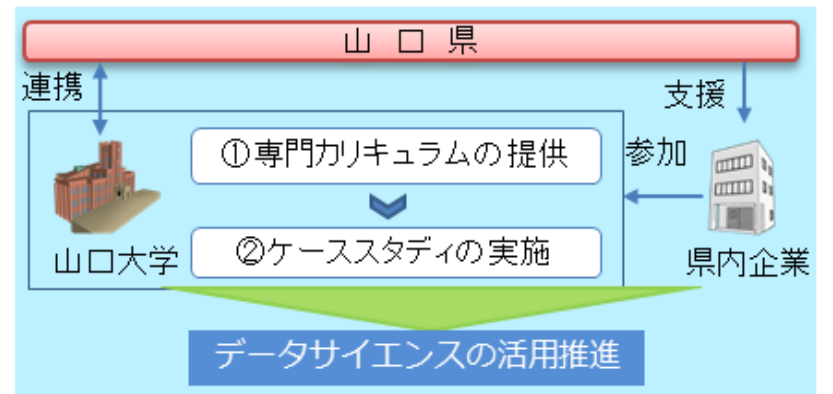 山口県
連携
支援
①専門カリキュラムの提供
参加
山口大学
②ケーススタディの実施
県内企業
データサイエンスの活用推進